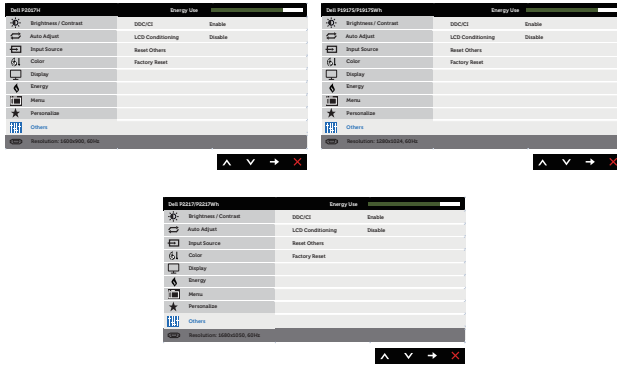 Dell P2017H Energy Use
Brightness / Contrast DDC/CI Enable
Auto Adjust LCD Conditioning Disable
Input Source Reset Others
Color Factory Reset
Display
Energy
Menu
Personalize
Others
Resolution: 1600x900, 60Hz
Dell P1917S/P1917SWh Energy Use
Brightness / Contrast DDC/CI Enable
Auto Adjust LCD Conditioning Disable
Input Source Reset Others
Color Factory Reset
Display
Energy
Menu
Personalize
Others
Resolution: 1280x1024, 60Hz
Dell P2217/P2217Wh Energy Use
Brightness / Contrast DDC/CI Enable
Auto Adjust LCD Conditioning Disable
Input Source Reset Others
Color Factory Reset
Display
Energy
Menu
Personalize
Others
Resolution: 1680x1050, 60Hz